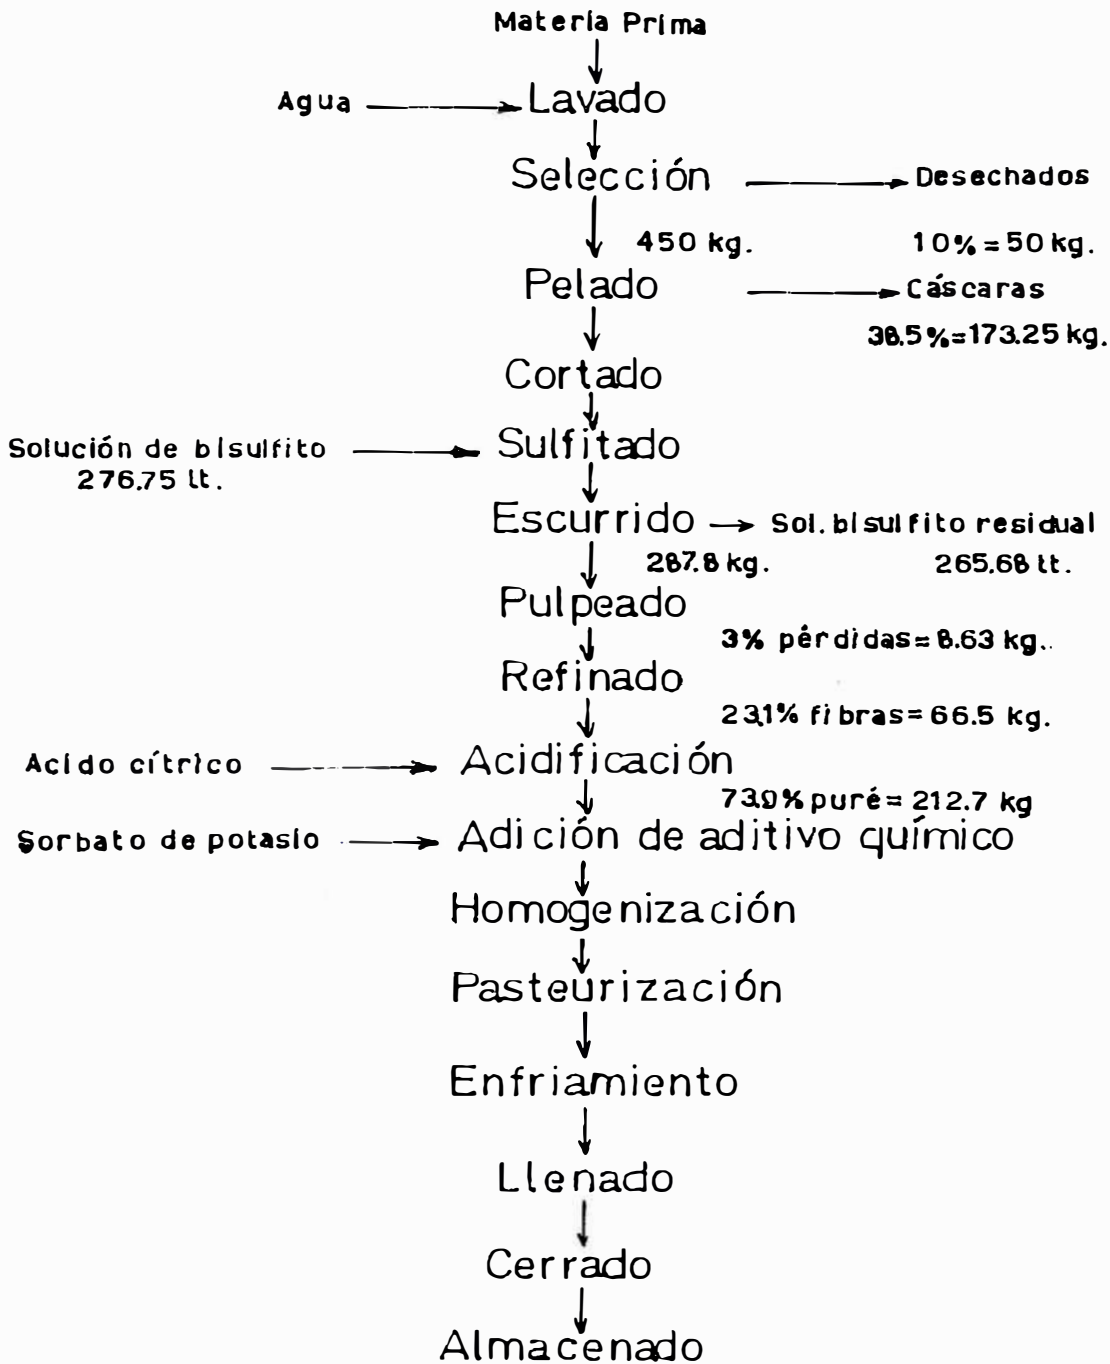 Matería Prima
Agua
Lavado
Selección
Desechados
450 kg.
10% = 50 kg.
Pelado
Cáscaras
38.5%=173.25 kg.
Cortado
Solución de bisulfito
276.75 lt.
Sulfitado
Escurrido
Sol. bisulfito residual
287.8 kg.
265.68 lt.
Pulpeado
3% pérdidas= 8.63 kg..
Refinado
23.1% fibras= 66.5 kg.
Acido cítrico
Acidificación
73.9% puré= 212.7 kg
Sorbato de potasio
Adición de aditivo químico
Homogenización
Pasteurización
Enfriamiento
Llenado
Cerrado
Almacenado